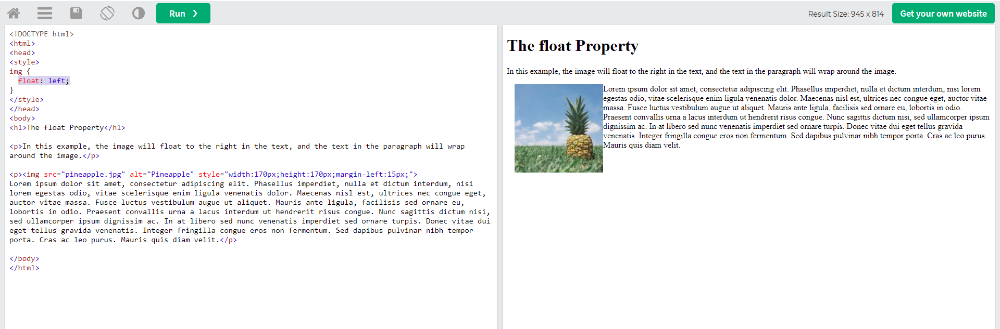 Run ❯
Result Size: 945 x 814
Get your own website
<!DOCTYPE html>
<html>
<head>
<style>
img {
  float: left;
}
</style>
</head>
<body>
<h1>The float Property</h1>
<p>In this example, the image will float to the right in the text, and the text in the paragraph will wrap
around the image.</p>
<p><img src="pineapple.jpg" alt="Pineapple" style="width:170px;height:170px;margin-left:15px;">
Lorem ipsum dolor sit amet, consectetur adipiscing elit. Phasellus imperdiet, nulla et dictum interdum, nisi
lorem egestas odio, vitae scelerisque enim ligula venenatis dolor. Maecenas nisl est, ultrices nec congue eget,
auctor vitae massa. Fusce luctus vestibulum augue ut aliquet. Mauris ante ligula, facilisis sed ornare eu,
lobortis in odio. Praesent convallis urna a lacus interdum ut hendrerit risus congue. Nunc sagittis dictum nisi,
sed ullamcorper ipsum dignissim ac. In at libero sed nunc venenatis imperdiet sed ornare turpis. Donec vitae dui
eget tellus gravida venenatis. Integer fringilla congue eros non fermentum. Sed dapibus pulvinar nibh tempor
porta. Cras ac leo purus. Mauris quis diam velit.</p>
</body>
</html>
The float Property
In this example, the image will float to the right in the text, and the text in the paragraph will wrap around the image.
Lorem ipsum dolor sit amet, consectetur adipiscing elit. Phasellus imperdiet, nulla et dictum interdum, nisi lorem
egestas odio, vitae scelerisque enim ligula venenatis dolor. Maecenas nisl est, ultrices nec congue eget, auctor vitae
massa. Fusce luctus vestibulum augue ut aliquet. Mauris ante ligula, facilisis sed ornare eu, lobortis in odio.
Praesent convallis urna a lacus interdum ut hendrerit risus congue. Nunc sagittis dictum nisi, sed ullamcorper ipsum
dignissim ac. In at libero sed nunc venenatis imperdiet sed ornare turpis. Donec vitae dui eget tellus gravida
venenatis. Integer fringilla congue eros non fermentum. Sed dapibus pulvinar nibh tempor porta. Cras ac leo purus.
Mauris quis diam velit.